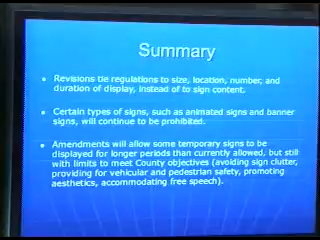 Summary
• Revisions tie regulations to size, location, number, and
duration of display, instead of to sign content.
• Certain types of signs, such as animated signs and banner
signs, will continue to be prohibited.
• Amendments will allow some temporary signs to be
displayed for longer periods than currently allowed, but still
with limits to meet County objectives (avoiding sign clutter,
providing for vehicular and pedestrian safety, promoting
aesthetics, accommodating free speech).